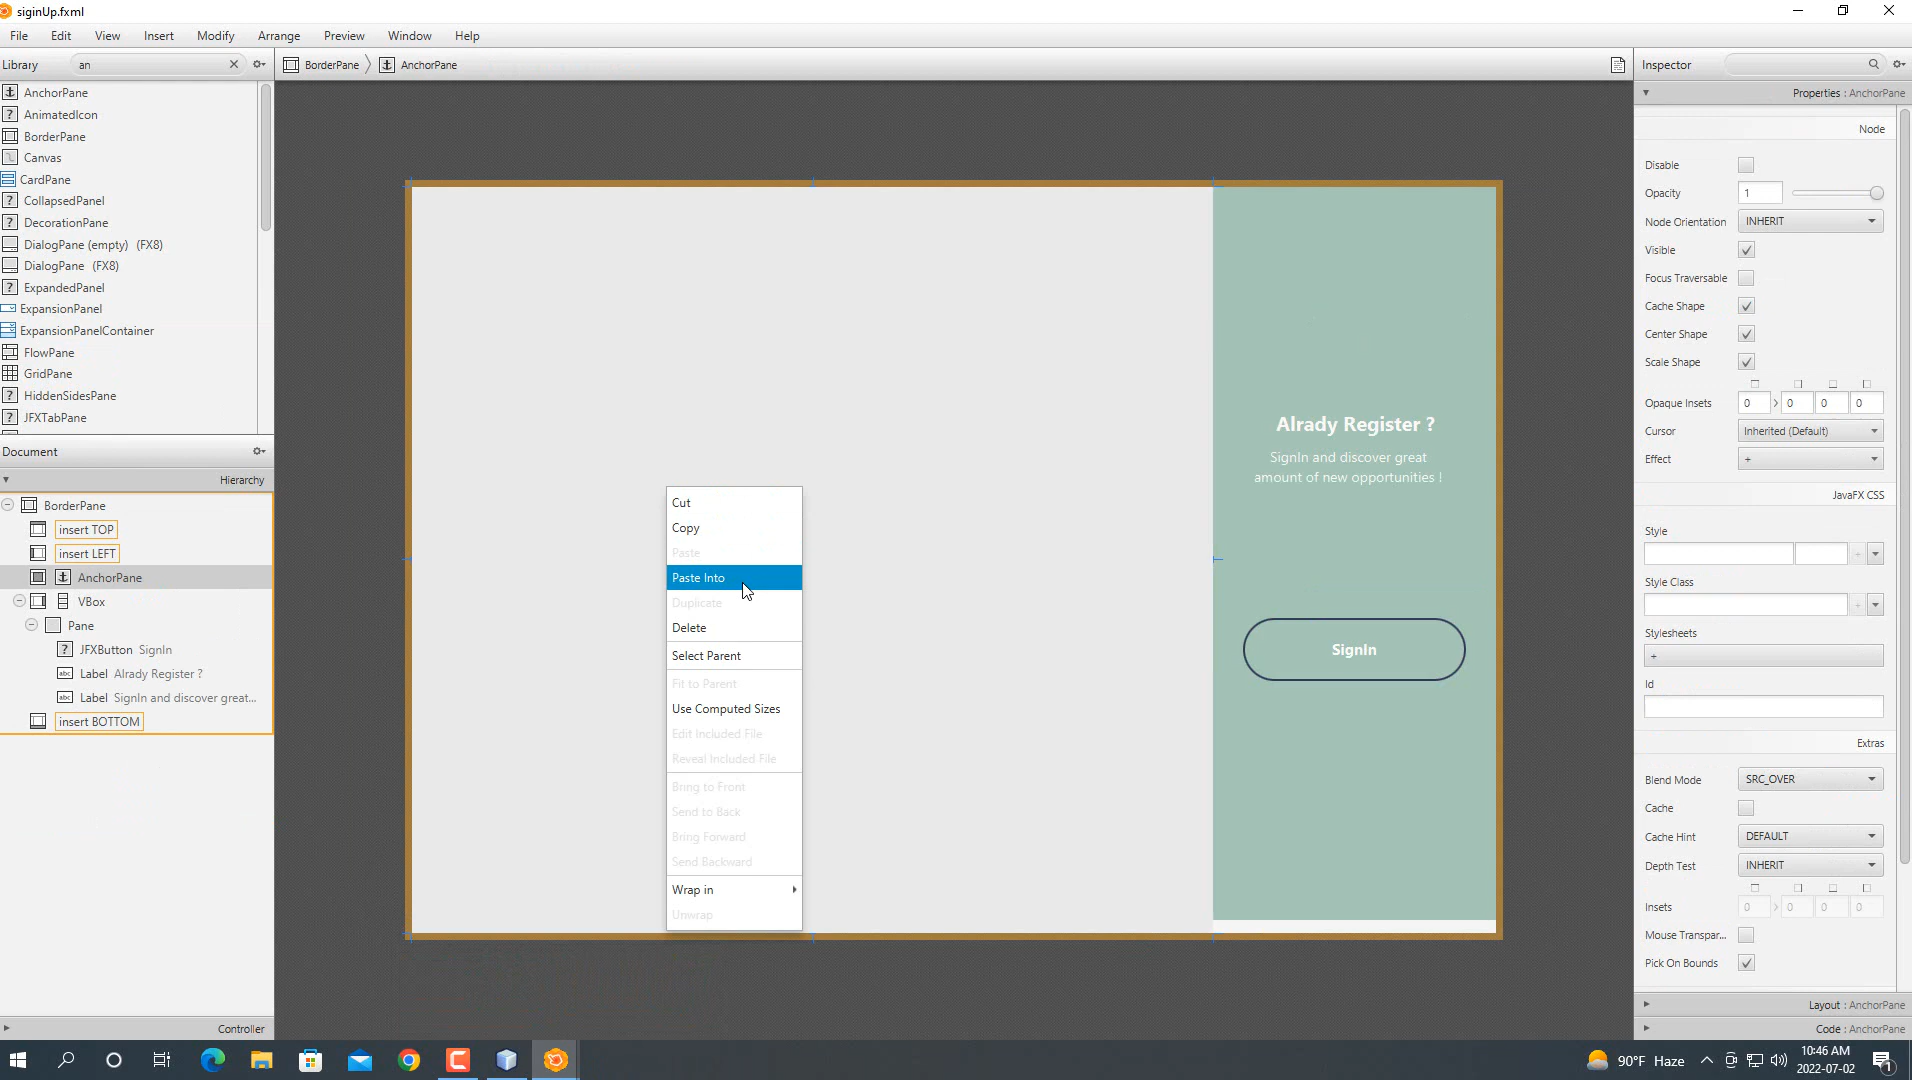 siginUp.fxml
File Edit View Insert Modify Arrange Preview Window Help
Library an
BorderPane AnchorPane
Inspector
AnchorPane
AnimatedIcon
BorderPane
Canvas
CardPane
CollapsedPanel
DecorationPane
DialogPane (empty) (FX8)
DialogPane (FX8)
ExpandedPanel
ExpansionPanel
ExpansionPanelContainer
FlowPane
GridPane
HiddenSidesPane
JFXTabPane
Document
Hierarchy
BorderPane
insert TOP
insert LEFT
AnchorPane
VBox
Pane
JFXButton SignIn
Label Alrady Register ?
Label SignIn and discover great...
insert BOTTOM
Controller
Cut
Copy
Paste
Paste Into
Duplicate
Delete
Select Parent
Fit to Parent
Use Computed Sizes
Edit Included File
Reveal Included File
Bring to Front
Send to Back
Bring Forward
Send Backward
Wrap in
Unwrap
Alrady Register ?
SignIn and discover great
amount of new opportunities !
SignIn
Properties : AnchorPane
Node
Disable
Opacity 1
Node Orientation INHERIT
Visible
Focus Traversable
Cache Shape
Center Shape
Scale Shape
Opaque Insets 0 0 0 0
Cursor Inherited (Default)
Effect +
JavaFX CSS
Style
+
Style Class
+
Stylesheets
+
Id
Extras
Blend Mode SRC_OVER
Cache
Cache Hint DEFAULT
Depth Test INHERIT
Insets 0 0 0 0
Mouse Transpar...
Pick On Bounds
Layout : AnchorPane
Code : AnchorPane
90°F Haze
10:46 AM
2022-07-02
1